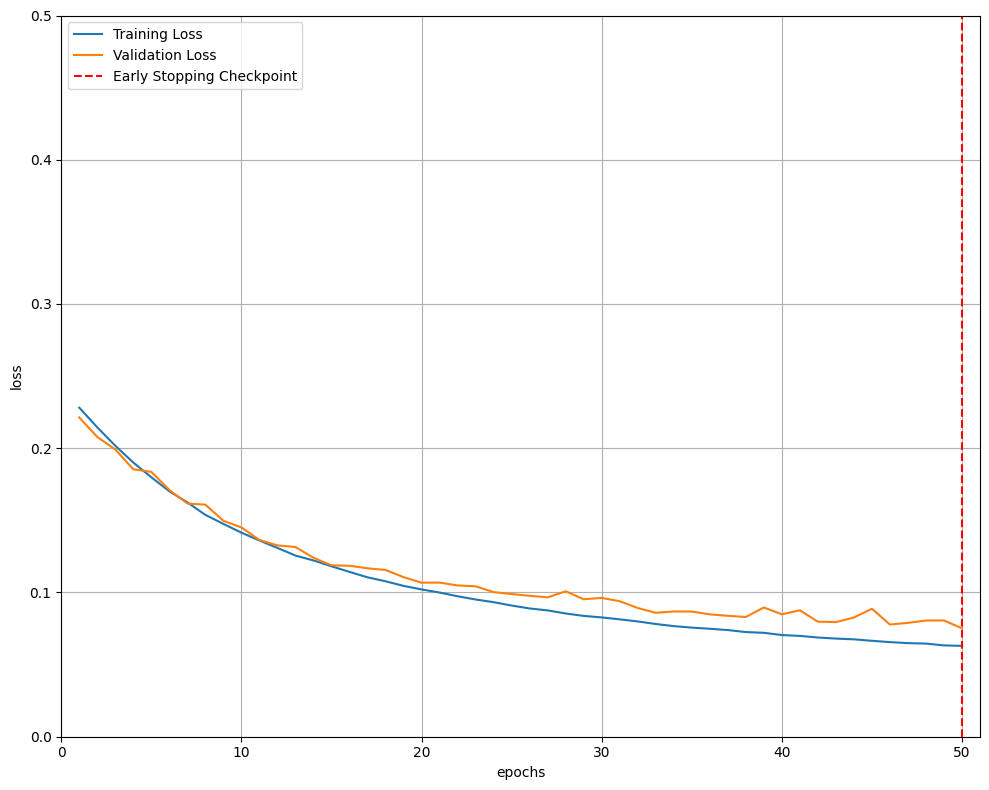 Training Loss
Validation Loss
Early Stopping Checkpoint
0.5
0.4
0.3
0.2
0.1
0.0
loss
0 10 20 30 40 50
epochs